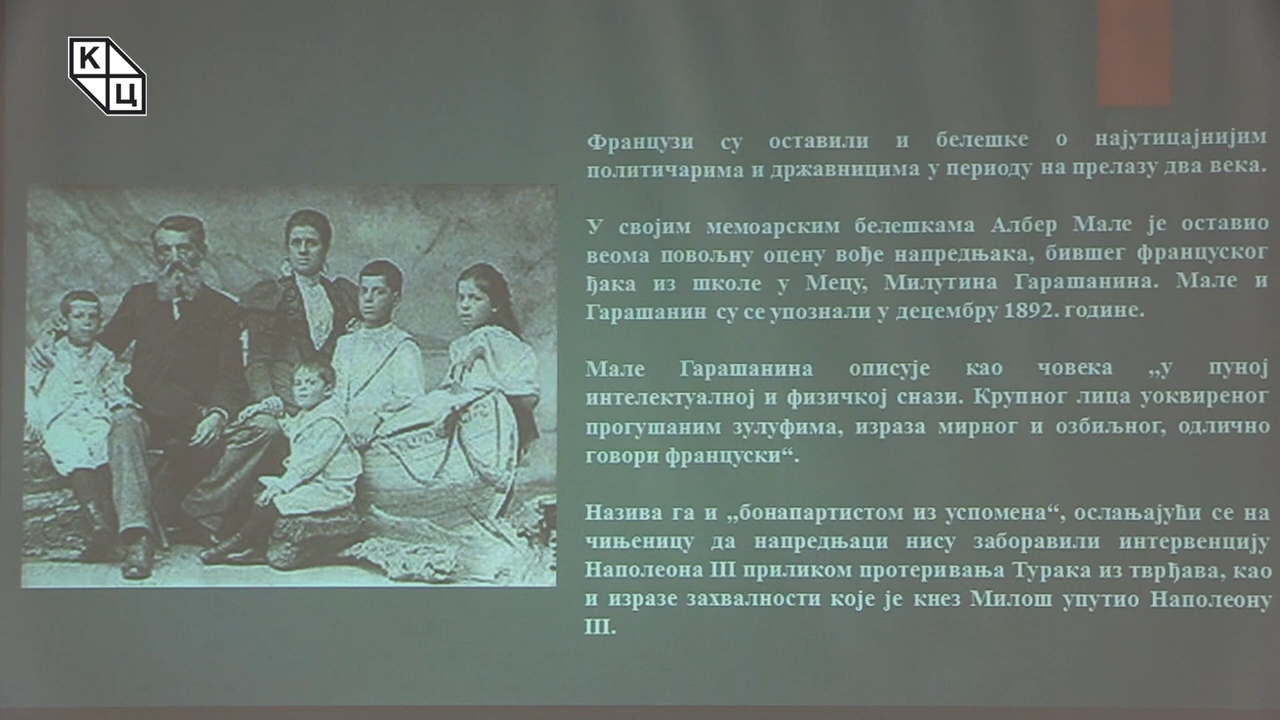 К
Ц
Французи су оставили и белешке о најутицајнијим
политичарима и државницима у периоду на прелазу два века.
У својим мемоарским белешкама Албер Мале је оставио
веома повољну оцену вође напредњака, бившег француског
ђака из школе у Мецу, Милутина Гарашанина. Мале и
Гарашанин су се упознали у децембру 1892. године.
Мале Гарашанина описује као човека „у пуној
интелектуалној и физичкој снази. Крупног лица уоквиреног
прогушаним зулуфима, израза мирног и озбиљног, одлично
говори француски“.
Назива га и „бонапартистом из успомена“, ослањајући се на
чињеницу да напредњаци нису заборавили интервенцију
Наполеона III приликом протеривања Турака из тврђава, као
и изразе захвалности које је кнез Милош упутио Наполеону
III.